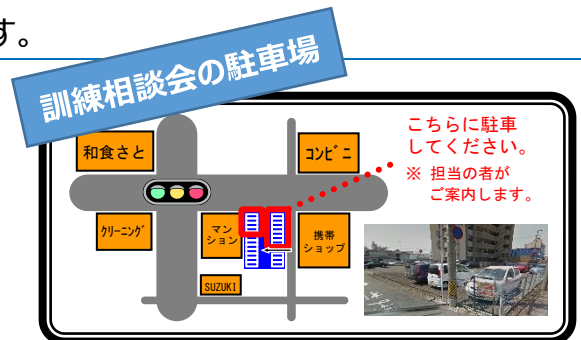 す。
訓練相談会の駐車場
こちらに駐車
してください。
※ 担当の者が
ご案内します。
和食さと
コンビニ
クリーニング
マン
ション
携帯
ショップ
SUZUKI